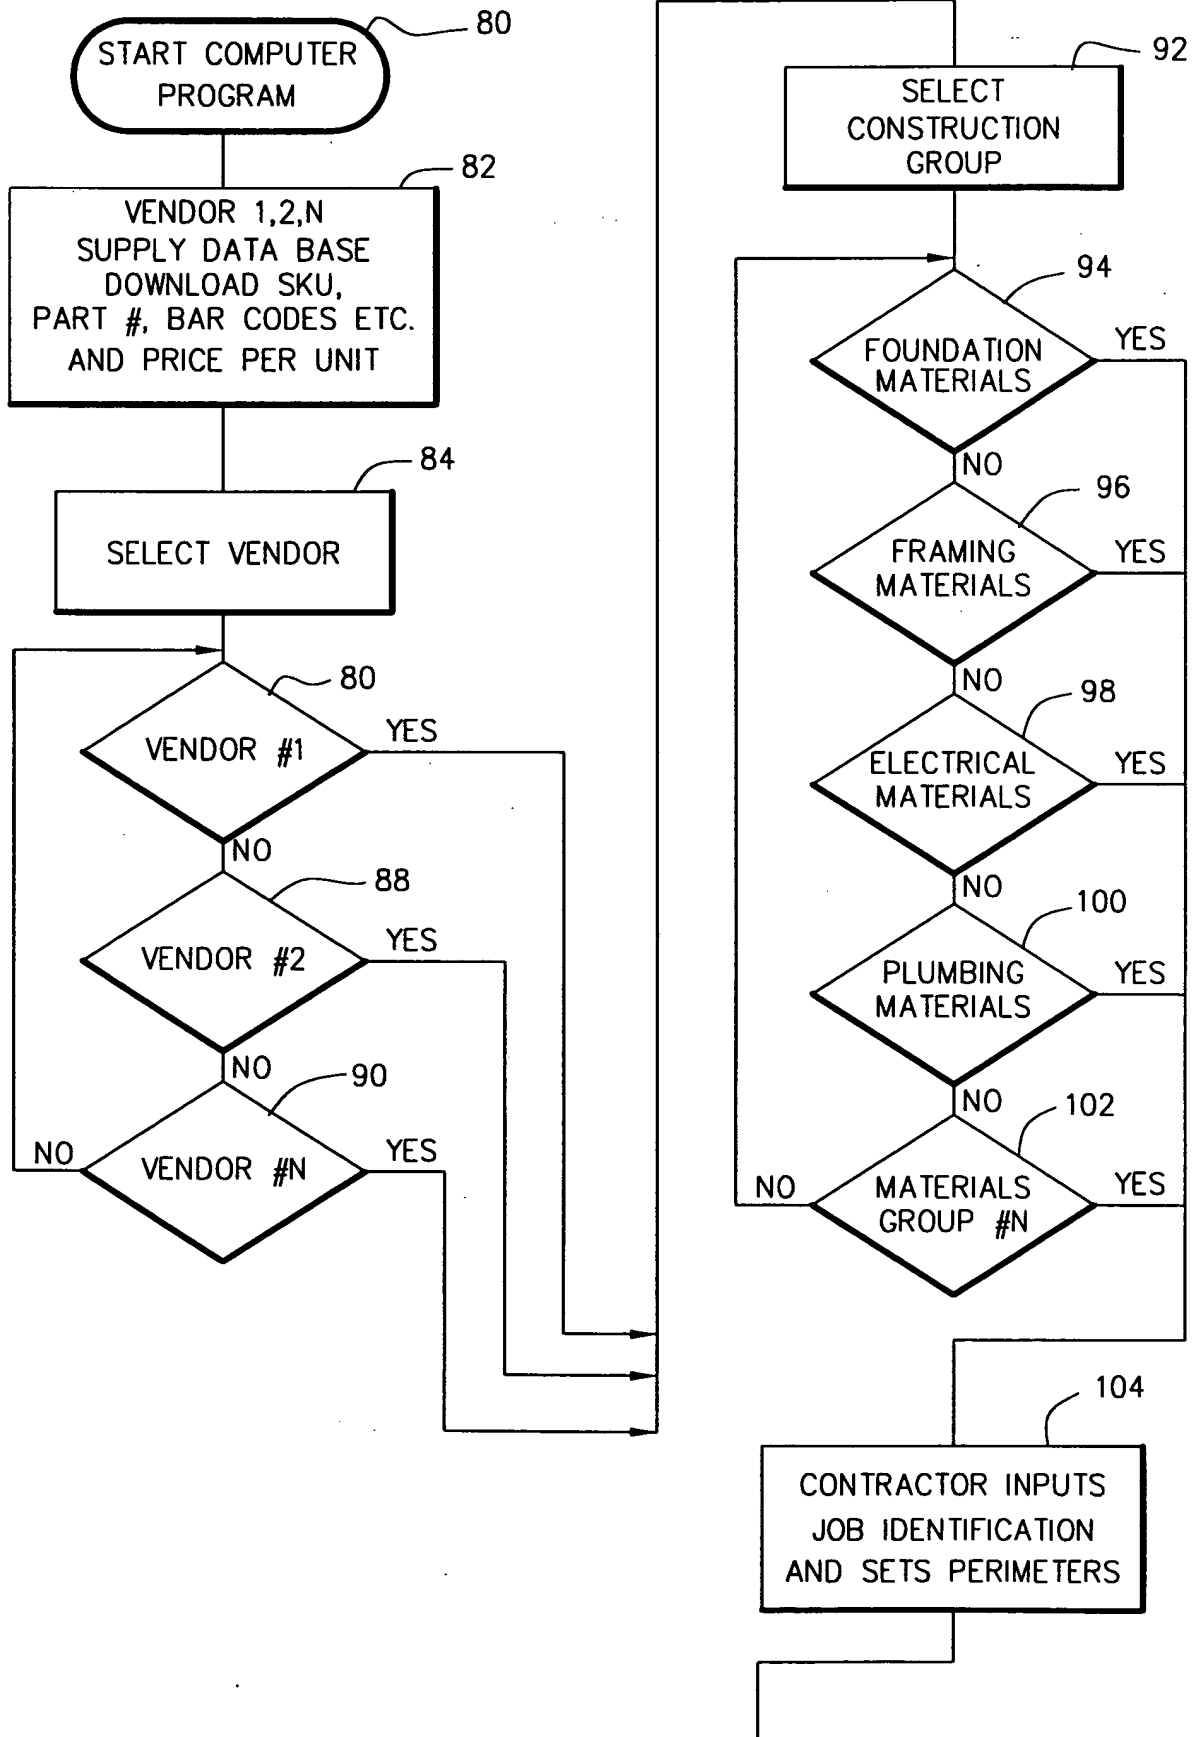 80
START COMPUTER
PROGRAM
82
VENDOR 1,2,N
SUPPLY DATA BASE
DOWNLOAD SKU,
PART #, BAR CODES ETC.
AND PRICE PER UNIT
84
SELECT VENDOR
80
VENDOR #1
YES
NO
88
VENDOR #2
YES
NO
90
VENDOR #N
YES
NO
92
SELECT
CONSTRUCTION
GROUP
94
FOUNDATION
MATERIALS
YES
NO
96
FRAMING
MATERIALS
YES
NO
98
ELECTRICAL
MATERIALS
YES
NO
100
PLUMBING
MATERIALS
YES
NO
102
MATERIALS
GROUP #N
YES
NO
104
CONTRACTOR INPUTS
JOB IDENTIFICATION
AND SETS PERIMETERS